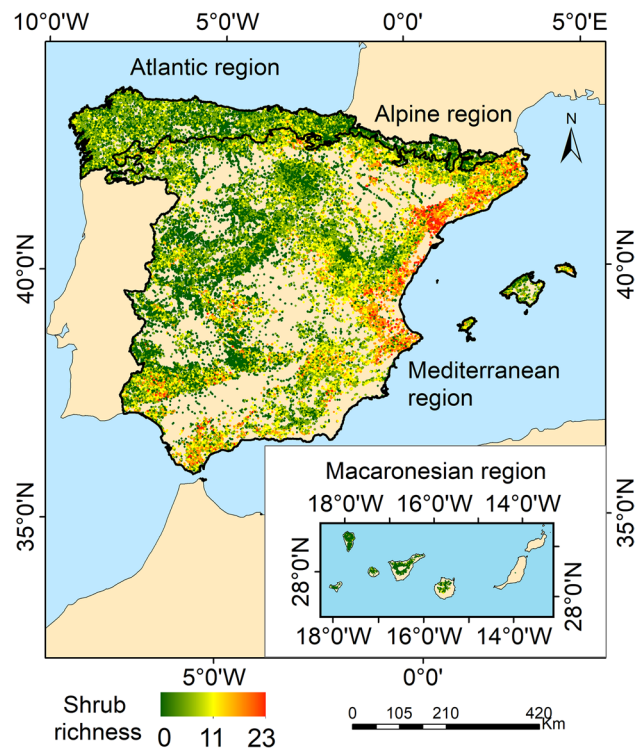 10°0'W 5°0'W 0°0' 5°0'E
Atlantic region
Alpine region
N
40°0'N 40°0'N
Mediterranean
region
35°0'N 35°0'N
Macaronesian region
18°0'W 16°0'W 14°0'W
28°0'N 28°0'N
18°0'W 16°0'W 14°0'W
5°0'W 0°0'
Shrub
richness
0 11 23
0 105 210 420
Km